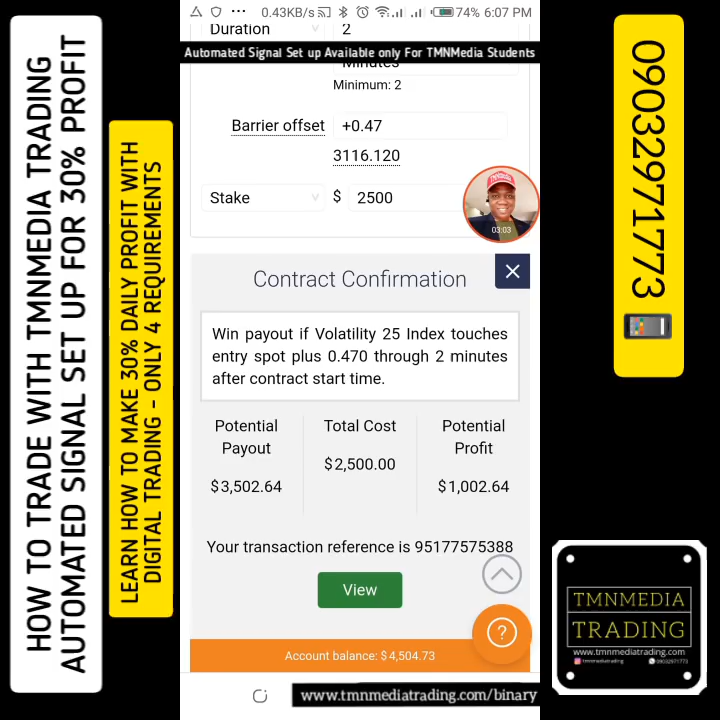 HOW TO TRADE WITH TMNMEDIA TRADING
AUTOMATED SIGNAL SET UP FOR 30% PROFIT
LEARN HOW TO MAKE 30% DAILY PROFIT WITH
DIGITAL TRADING - ONLY 4 REQUIREMENTS
0.43KB/s 74% 6:07 PM
Duration 2
Automated Signal Set up Available only For TMNMedia Students
Minutes
Minimum: 2
Barrier offset +0.47
3116.120
Stake $ 2500
03:03
Contract Confirmation
Win payout if Volatility 25 Index touches
entry spot plus 0.470 through 2 minutes
after contract start time.
Potential Payout
$3,502.64
Total Cost
$2,500.00
Potential Profit
$1,002.64
Your transaction reference is 95177575388
View
?
Account balance: $4,504.73
www.tmnmediatrading.com/binary
09032971773
TMNMEDIA
TRADING
www.tmnmediatrading.com
tmnmediatrading 09032971773